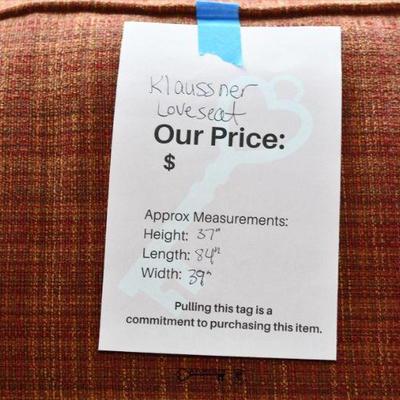 Klaussner
Loveseat
Our Price:
$
Approx Measurements:
Height: 37"
Length: 84"
Width: 39"
Pulling this tag is a
commitment to purchasing this item.